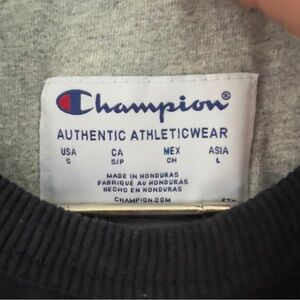 Champion®
AUTHENTIC ATHLETICWEAR
USA CA MEX ASIA
S S/P CH L
MADE IN HONDURAS
FABRIQUÉ AU HONDURAS
HECHO EN HONDURAS
CHAMPION.COM